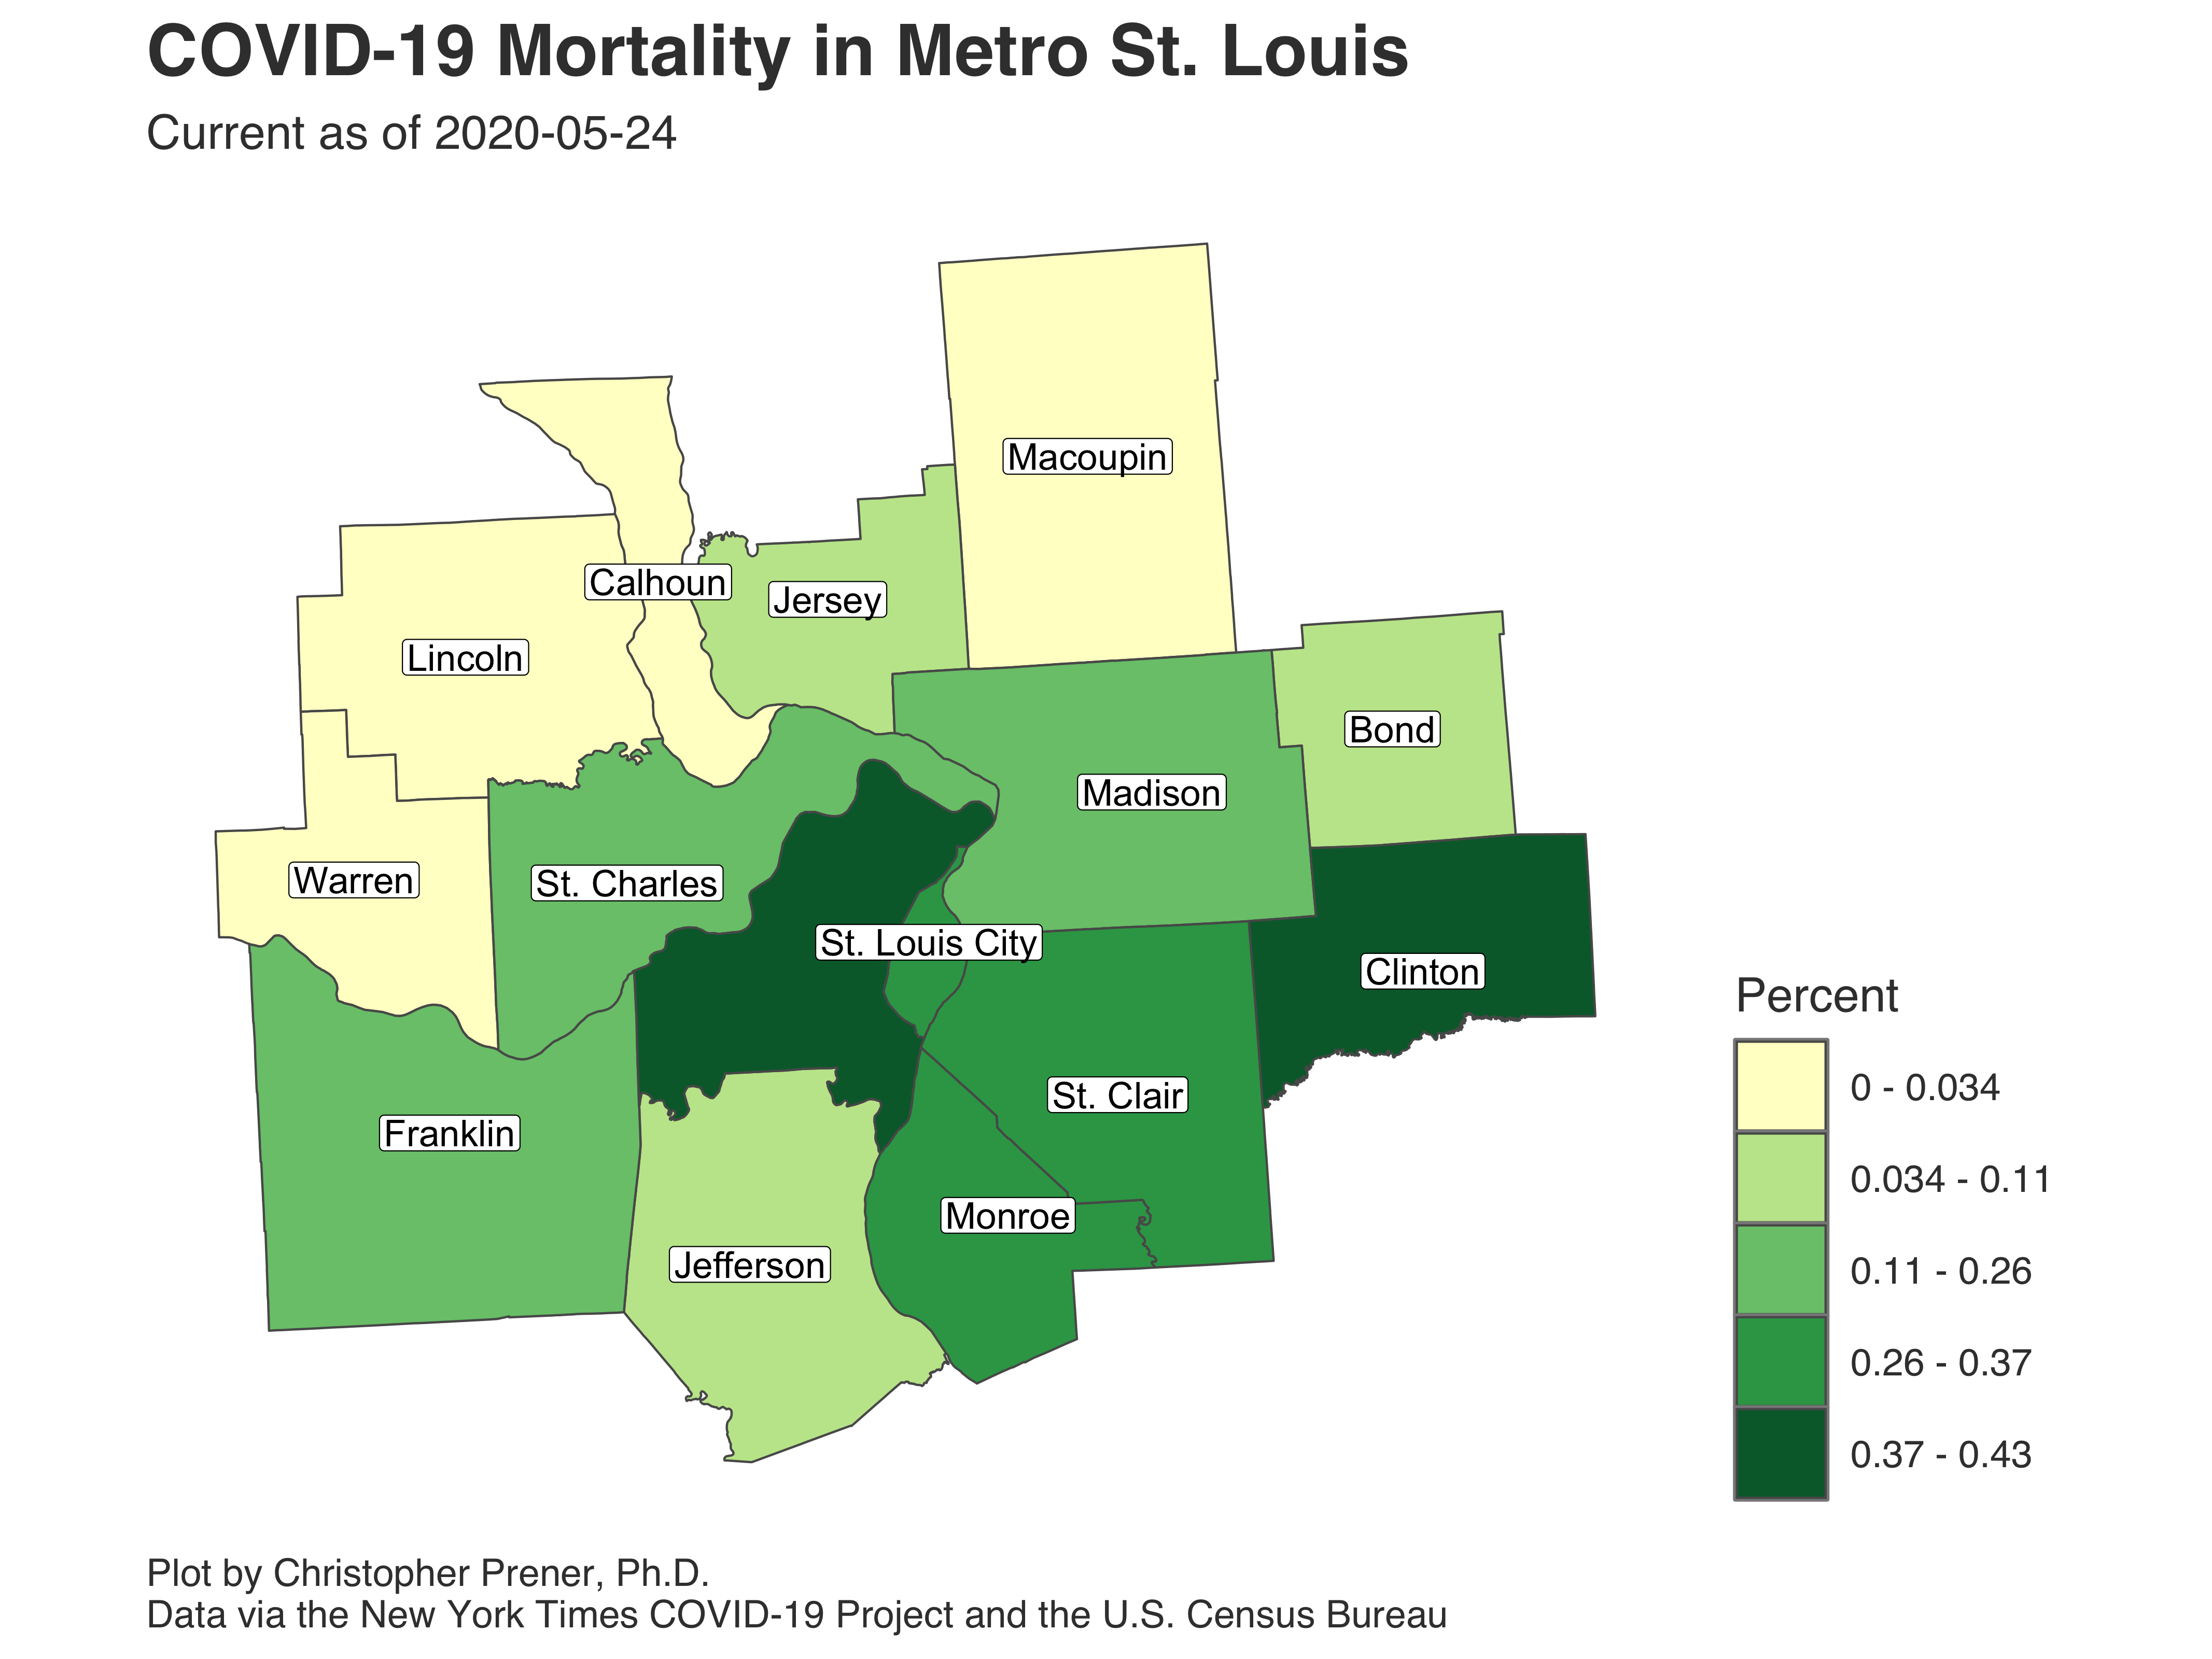 COVID-19 Mortality in Metro St. Louis
Current as of 2020-05-24
Macoupin
Calhoun
Jersey
Lincoln
Bond
Madison
Warren
St. Charles
St. Louis City
Clinton
St. Clair
Franklin
Monroe
Jefferson
Percent
0 - 0.034
0.034 - 0.11
0.11 - 0.26
0.26 - 0.37
0.37 - 0.43
Plot by Christopher Prener, Ph.D.
Data via the New York Times COVID-19 Project and the U.S. Census Bureau